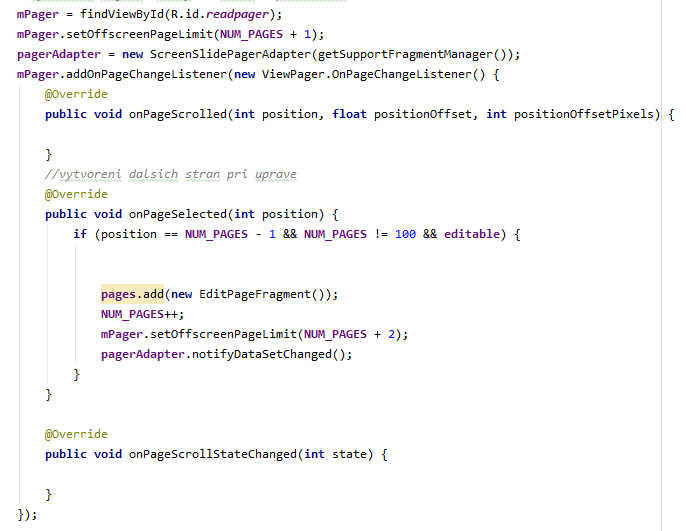 mPager = findViewById(R.id.readpager);
mPager.setOffscreenPageLimit(NUM_PAGES + 1);
pagerAdapter = new ScreenSlidePagerAdapter(getSupportFragmentManager());
mPager.addOnPageChangeListener(new ViewPager.OnPageChangeListener() {
    @Override
    public void onPageScrolled(int position, float positionOffset, int positionOffsetPixels) {

    }
    //vytvoreni dalsich stran pri uprave
    @Override
    public void onPageSelected(int position) {
        if (position == NUM_PAGES - 1 && NUM_PAGES != 100 && editable) {


            pages.add(new EditPageFragment());
            NUM_PAGES++;
            mPager.setOffscreenPageLimit(NUM_PAGES + 2);
            pagerAdapter.notifyDataSetChanged();
        }
    }

    @Override
    public void onPageScrollStateChanged(int state) {

    }
});